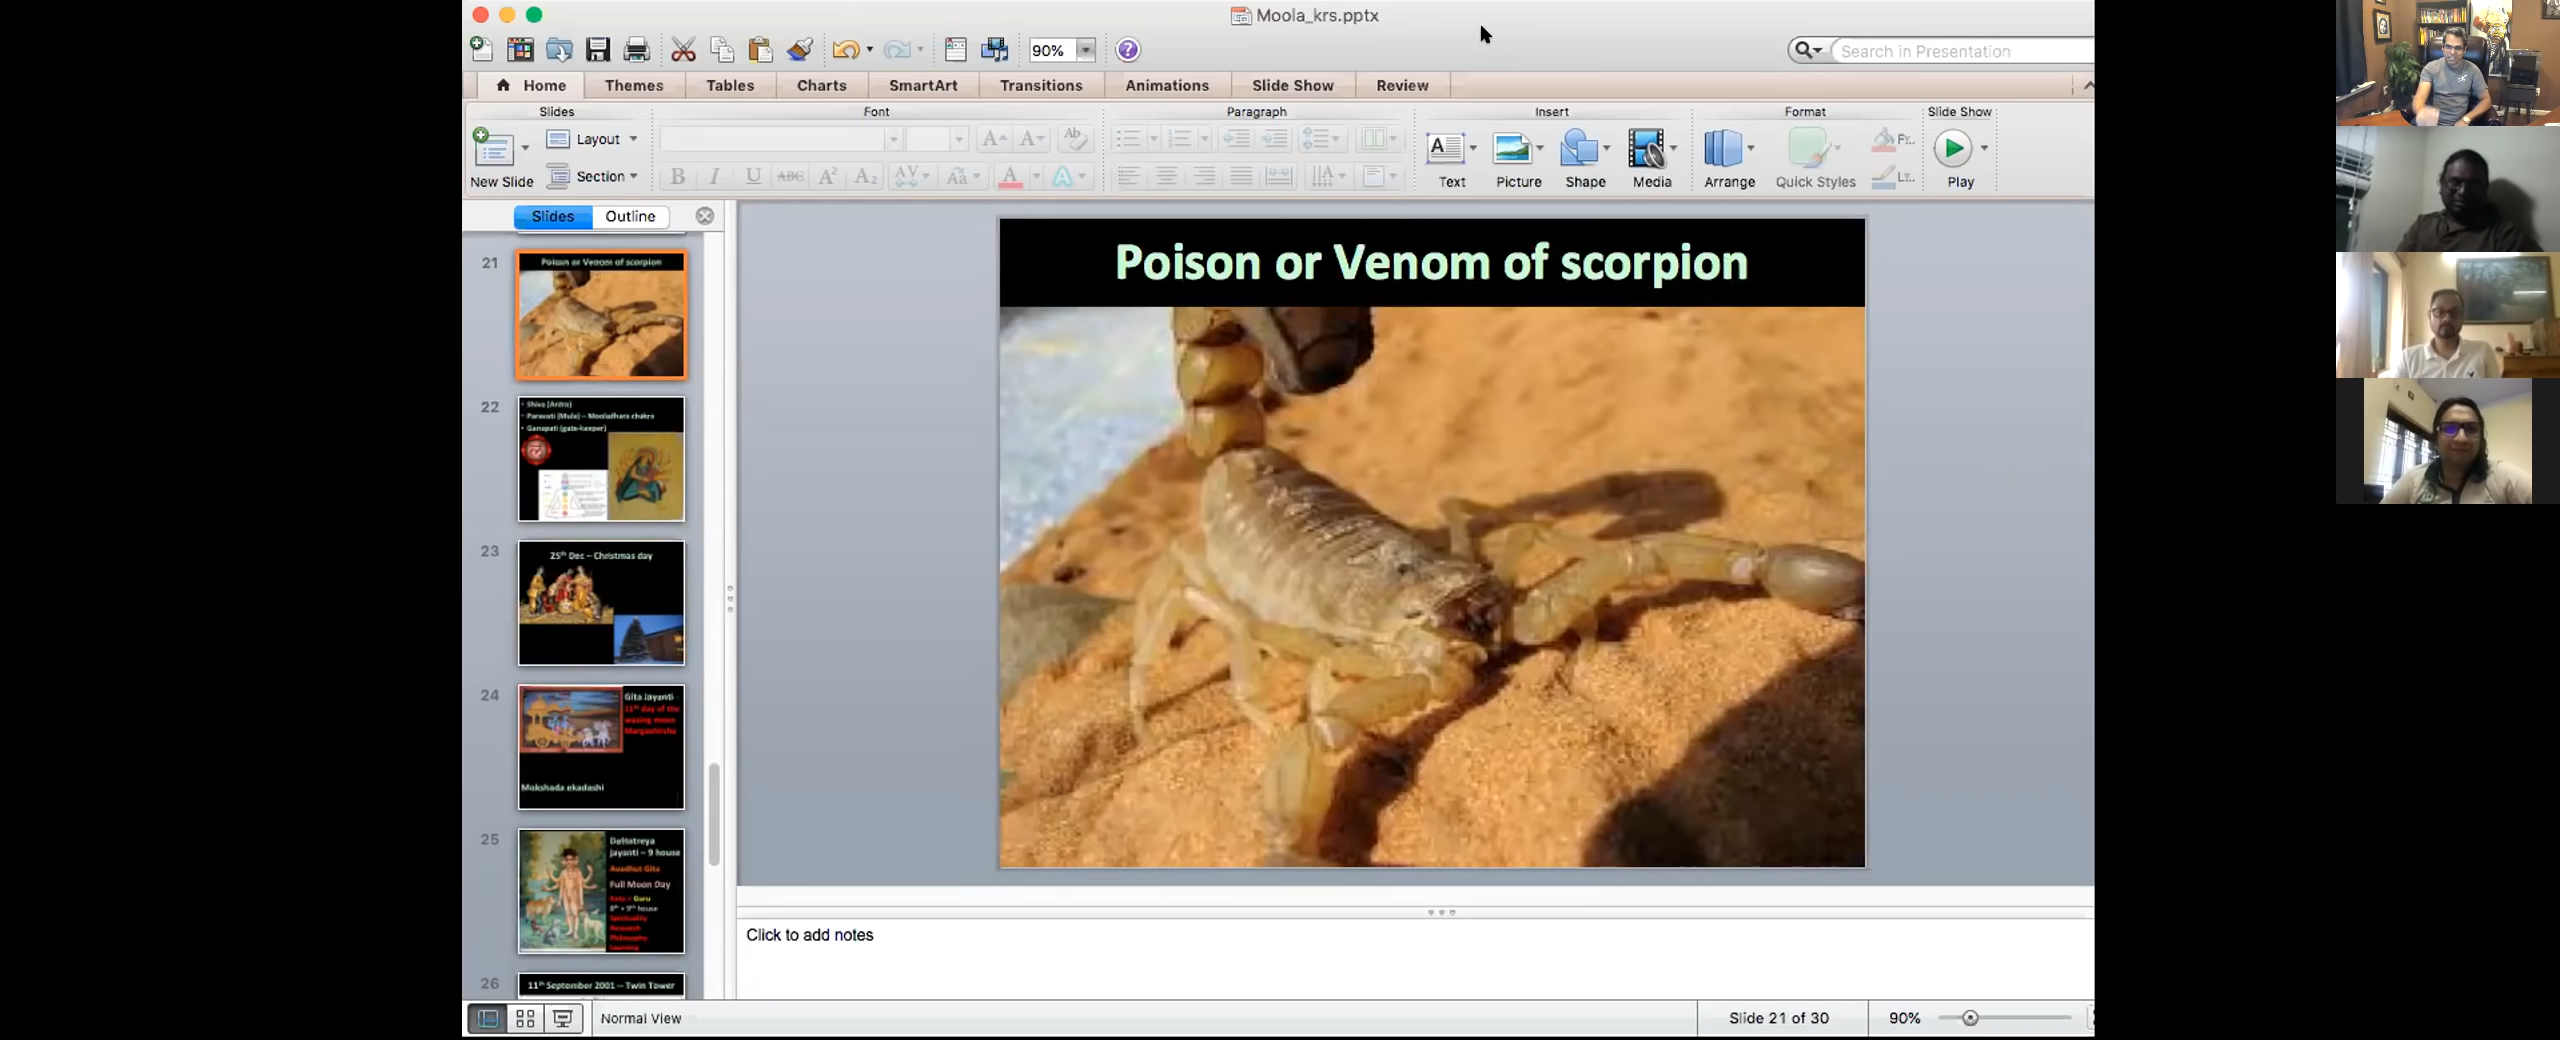 Moola_krs.pptx
90%
Search in Presentation
Home Themes Tables Charts SmartArt Transitions Animations Slide Show Review
Slides Font Paragraph Insert Format Slide Show
Layout
New Slide Section
Text Picture Shape Media Arrange Quick Styles Play
Slides Outline
21
Poison or Venom of scorpion
22
Shiva (Ardra)
Paravati (Mula) – Mooladhara chakra
Ganapati (gate-keeper)
23
25th Dec – Christmas day
24
Gita Jayanti
11th day of the
waxing moon
Margashirsha
Mokshada ekadashi
25
Dattatreya
Jayanti – 9 house
Avadhut Gita
Full Moon Day
Ketu + Guru
8th + 9th house
Spirituality
Research
Philosophy
Learning
26
11th September 2001 – Twin Tower
Poison or Venom of scorpion
Click to add notes
Normal View
Slide 21 of 30
90%